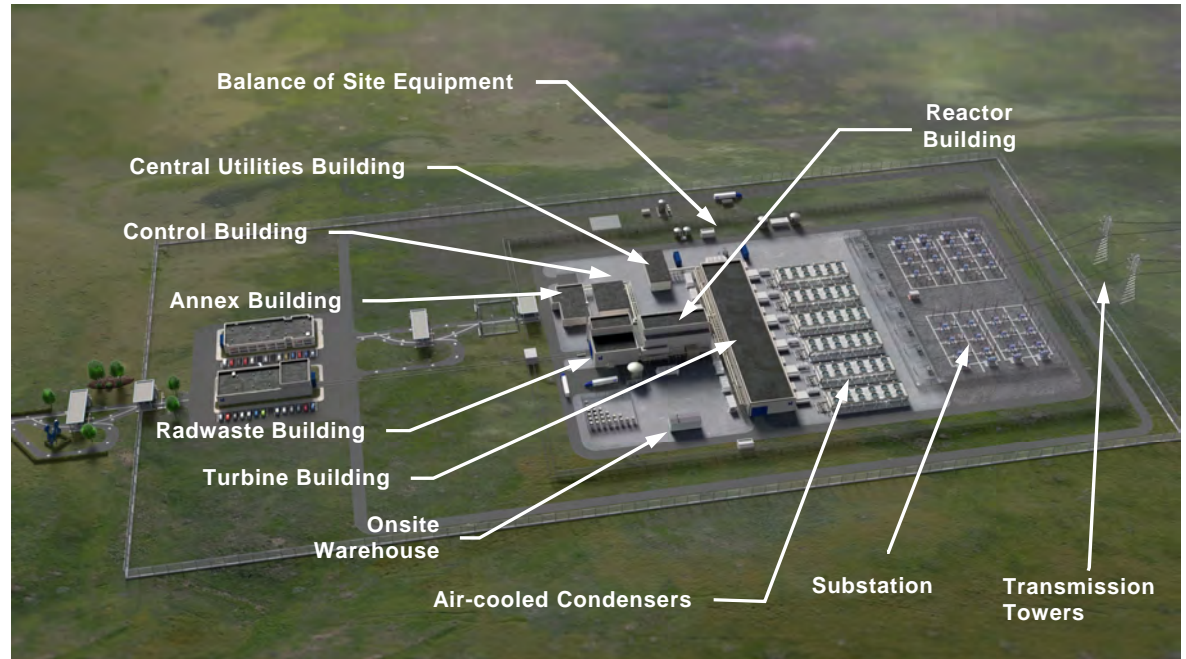 Balance of Site Equipment
Reactor
Building
Central Utilities Building
Control Building
Annex Building
Radwaste Building
Turbine Building
Onsite
Warehouse
Air-cooled Condensers
Substation
Transmission
Towers